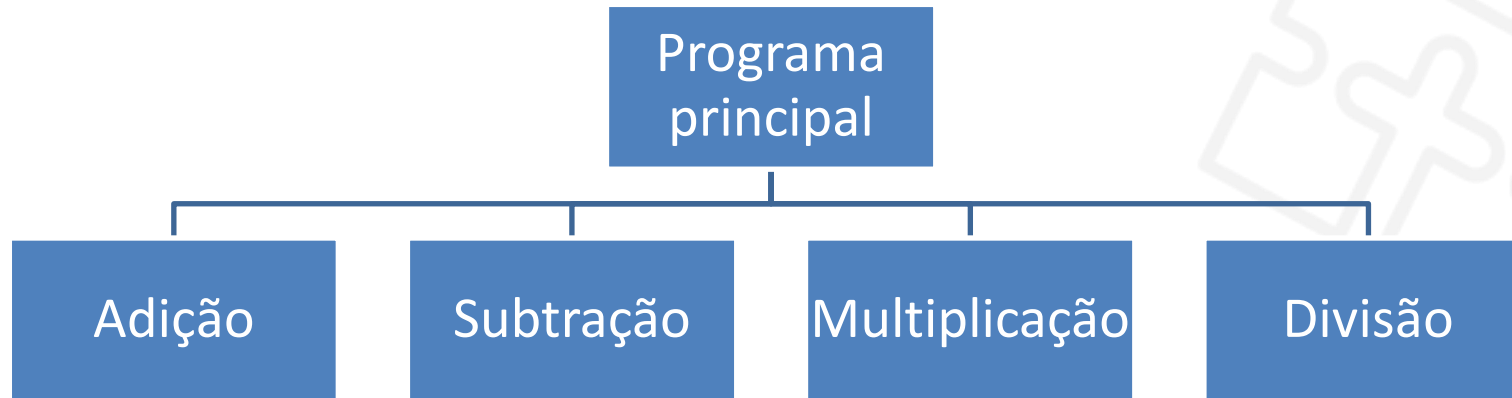 Programa
principal
Adição
Subtração
Multiplicação
Divisão